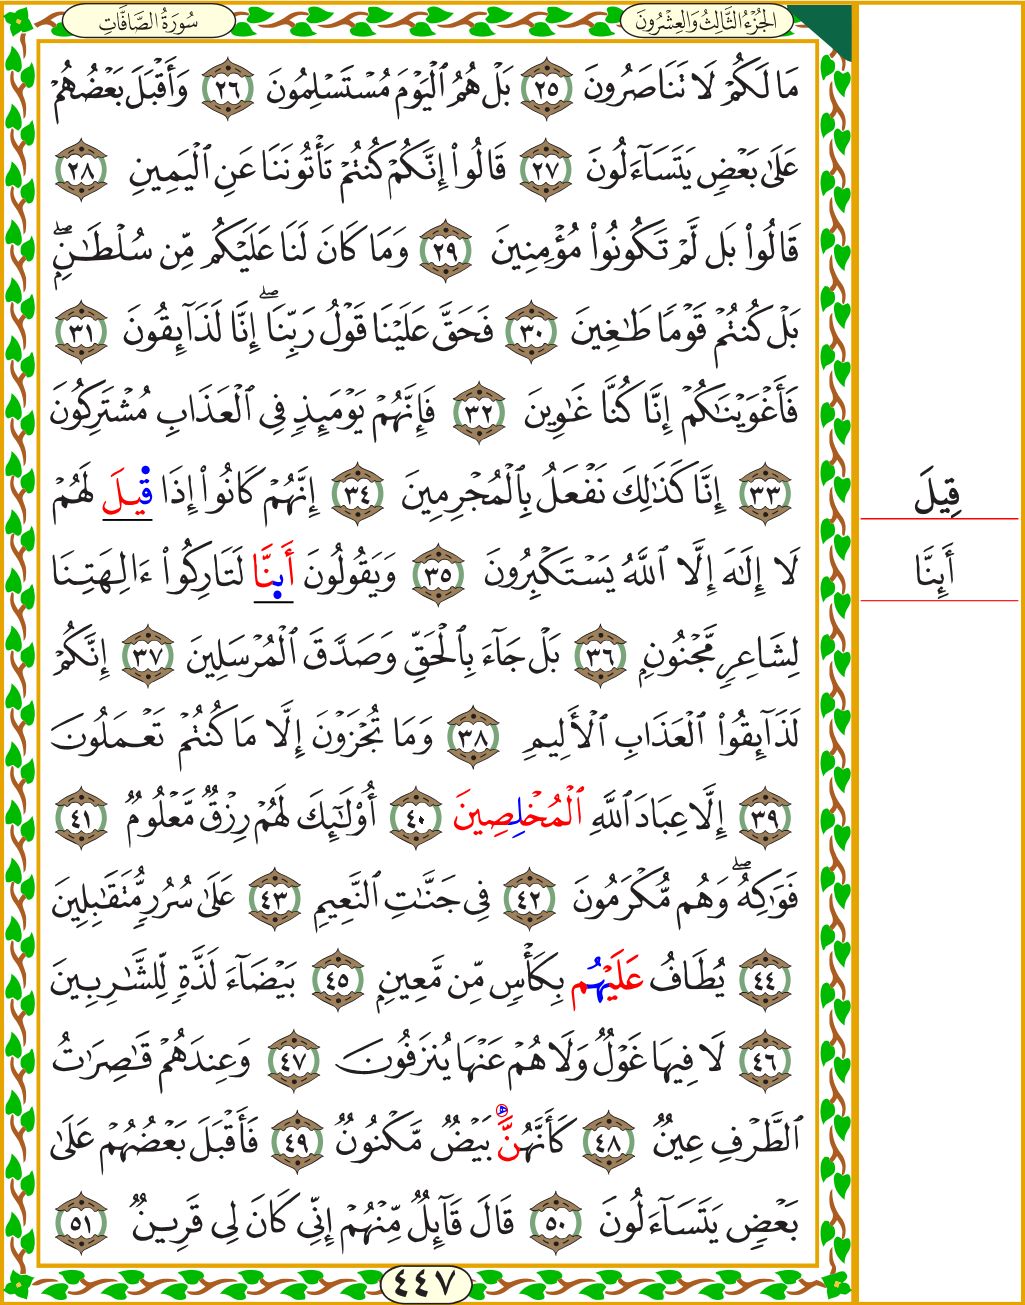 سُورَةُ الصَّافَّاتِ
الجُزْءُ الثَّالِثُ وَالعِشْرُونَ
مَا لَكُمْ لَا تَنَاصَرُونَ ٢٥ بَلْ هُمُ ٱلْيَوْمَ مُسْتَسْلِمُونَ ٢٦ وَأَقْبَلَ بَعْضُهُمْ
عَلَىٰ بَعْضٍ يَتَسَآءَلُونَ ٢٧ قَالُوٓا۟ إِنَّكُمْ كُنتُمْ تَأْتُونَنَا عَنِ ٱلْيَمِينِ ٢٨
قَالُوا۟ بَل لَّمْ تَكُونُوا۟ مُؤْمِنِينَ ٢٩ وَمَا كَانَ لَنَا عَلَيْكُم مِّن سُلْطَٰنٍۭ ۖ
بَلْ كُنتُمْ قَوْمًا طَٰغِينَ ٣٠ فَحَقَّ عَلَيْنَا قَوْلُ رَبِّنَا ۖ إِنَّا لَذَآئِقُونَ ٣١
فَأَغْوَيْنَٰكُمْ إِنَّا كُنَّا غَٰوِينَ ٣٢ فَإِنَّهُمْ يَوْمَئِذٍ فِى ٱلْعَذَابِ مُشْتَرِكُونَ
٣٣ إِنَّا كَذَٰلِكَ نَفْعَلُ بِٱلْمُجْرِمِينَ ٣٤ إِنَّهُمْ كَانُوٓا۟ إِذَا قِيلَ لَهُمْ
قِيلَ
لَآ إِلَٰهَ إِلَّا ٱللَّهُ يَسْتَكْبِرُونَ ٣٥ وَيَقُولُونَ أَىِٕنَّا لَتَارِكُوٓا۟ ءَالِهَتِنَا
أَئِنَّا
لِشَاعِرٍ مَّجْنُونٍۭ ٣٦ بَلْ جَآءَ بِٱلْحَقِّ وَصَدَّقَ ٱلْمُرْسَلِينَ ٣٧ إِنَّكُمْ
لَذَآئِقُوا۟ ٱلْعَذَابِ ٱلْأَلِيمِ ٣٨ وَمَا تُجْزَوْنَ إِلَّا مَا كُنتُمْ تَعْمَلُونَ
٣٩ إِلَّا عِبَادَ ٱللَّهِ ٱلْمُخْلِصِينَ ٤٠ أُو۟لَٰٓئِكَ لَهُمْ رِزْقٌ مَّعْلُومٌ ٤١
فَوَٰكِهُ ۖ وَهُم مُّكْرَمُونَ ٤٢ فِى جَنَّٰتِ ٱلنَّعِيمِ ٤٣ عَلَىٰ سُرُرٍ مُّتَقَٰبِلِينَ
٤٤ يُطَافُ عَلَيْهُم بِكَأْسٍ مِّن مَّعِينٍۭ ٤٥ بَيْضَآءَ لَذَّةٍ لِّلشَّٰرِبِينَ
٤٦ لَا فِيهَا غَوْلٌ وَلَا هُمْ عَنْهَا يُنزَفُونَ ٤٧ وَعِندَهُمْ قَٰصِرَٰتُ
ٱلطَّرْفِ عِينٌ ٤٨ كَأَنَّهُنَّ بَيْضٌ مَّكْنُونٌ ٤٩ فَأَقْبَلَ بَعْضُهُمْ عَلَىٰ
بَعْضٍ يَتَسَآءَلُونَ ٥٠ قَالَ قَآئِلٌ مِّنْهُمْ إِنِّى كَانَ لِى قَرِينٌ ٥١
٤٤٧